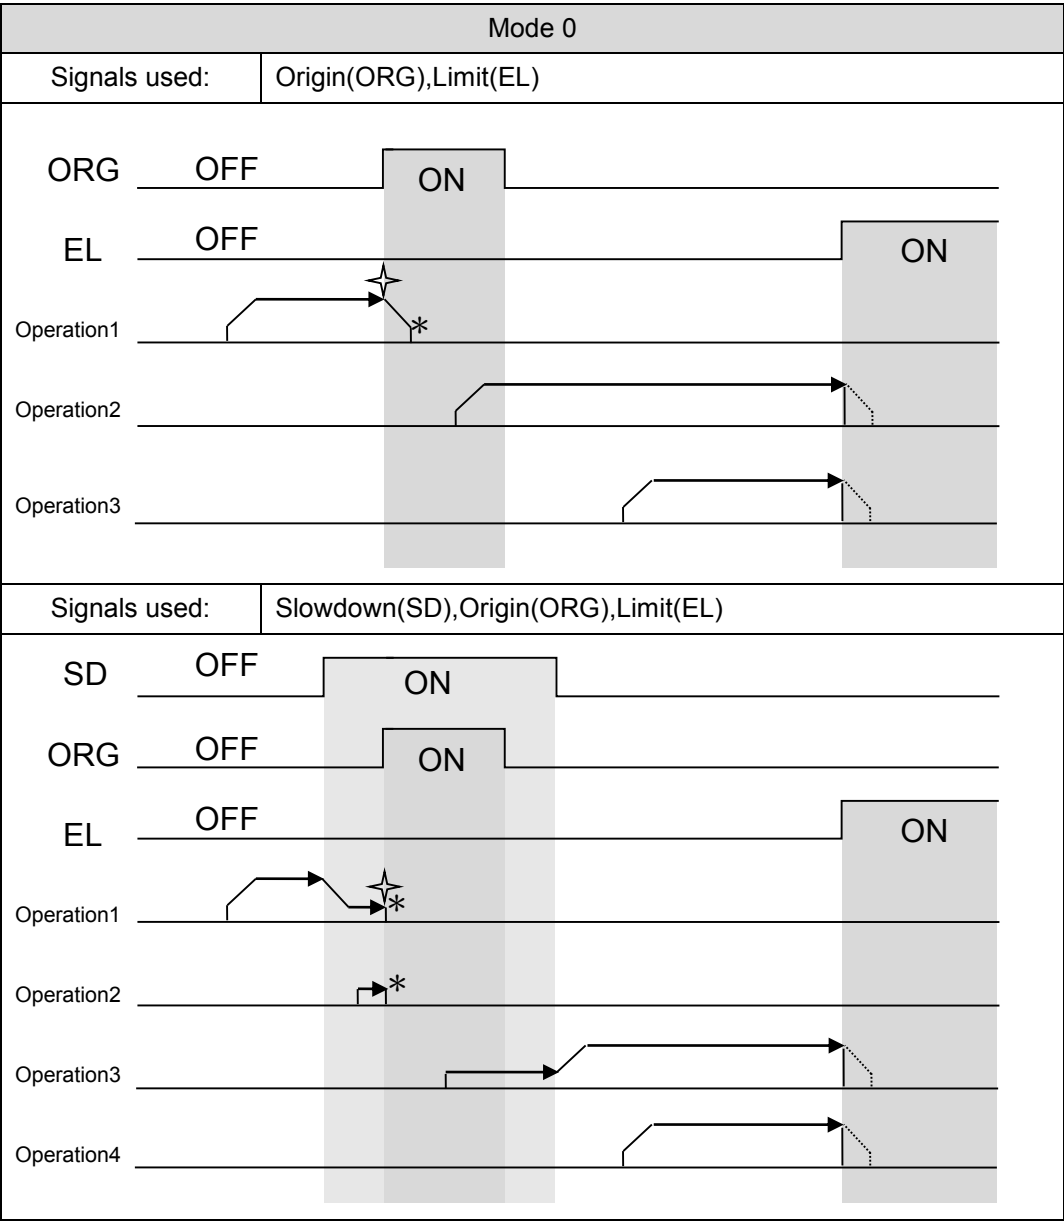 Mode 0
Signals used: Origin(ORG),Limit(EL)
ORG OFF ON
EL OFF ON
Operation1 *
Operation2
Operation3
Signals used: Slowdown(SD),Origin(ORG),Limit(EL)
SD OFF ON
ORG OFF ON
EL OFF ON
Operation1 *
Operation2 *
Operation3
Operation4